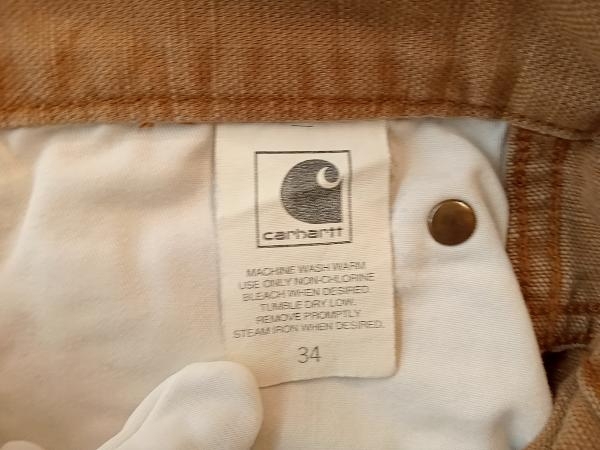 carhartt
MACHINE WASH WARM
USE ONLY NON-CHLORINE
BLEACH WHEN DESIRED.
TUMBLE DRY LOW.
REMOVE PROMPTLY
STEAM IRON WHEN DESIRED.
34